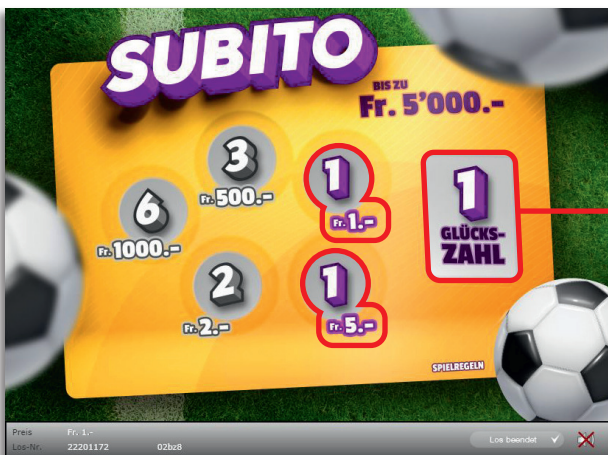 SUBITO
BIS ZU
Fr. 5'000.-
3
Fr. 500.-
1
Fr. 1.-
6
Fr. 1000.-
1
GLÜCKS-
ZAHL
2
Fr. 2.-
1
Fr. 5.-
SPIELREGELN
Preis Fr. 1.-
Los beendet
Los-Nr. 22201172 02bz8